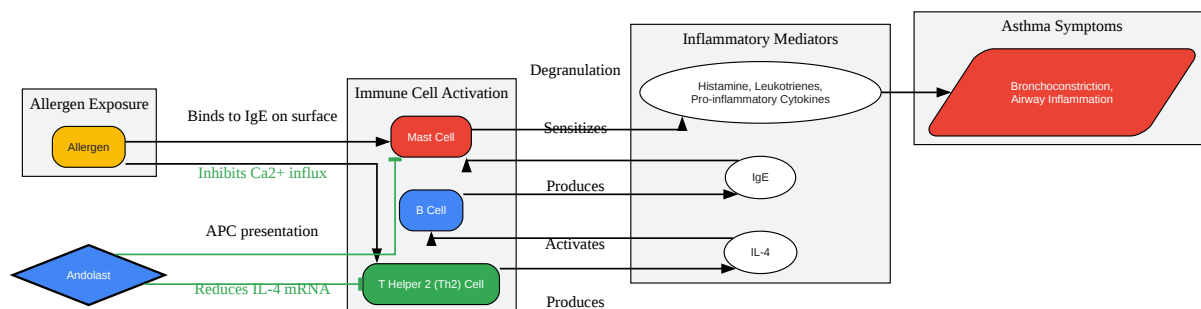 Asthma Symptoms
Inflammatory Mediators
Degranulation
Histamine, Leukotrienes,
Pro-inflammatory Cytokines
Bronchoconstriction,
Airway Inflammation
Allergen Exposure
Immune Cell Activation
Binds to IgE on surface
Sensitizes
Mast Cell
Allergen
Inhibits Ca2+ influx
IgE
Produces
B Cell
APC presentation
Activates
IL-4
Andolast
Reduces IL-4 mRNA
T Helper 2 (Th2) Cell
Produces